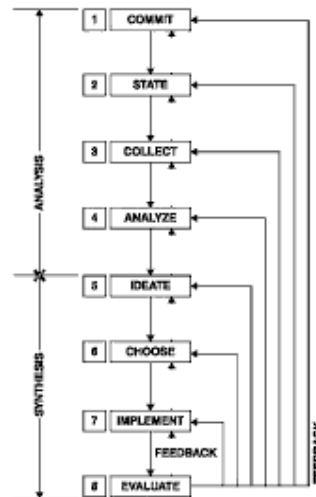 1 COMMIT
2 STATE
3 COLLECT
ANALYSIS
4 ANALYZE
5 IDEATE
6 CHOOSE
SYNTHESIS
7 IMPLEMENT
FEEDBACK
8 EVALUATE
FEEDBACK